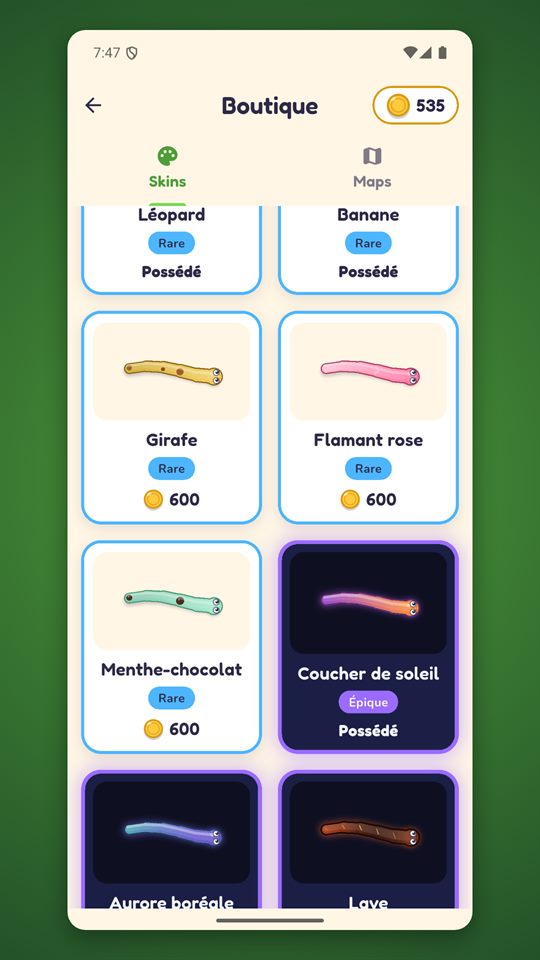 7:47
Boutique
535
Skins
Maps
Léopard
Banane
Rare
Rare
Possédé
Possédé
Girafe
Flamant rose
Rare
Rare
600
600
Menthe-chocolat
Coucher de soleil
Rare
Épique
600
Possédé
Aurore boréale
Lave